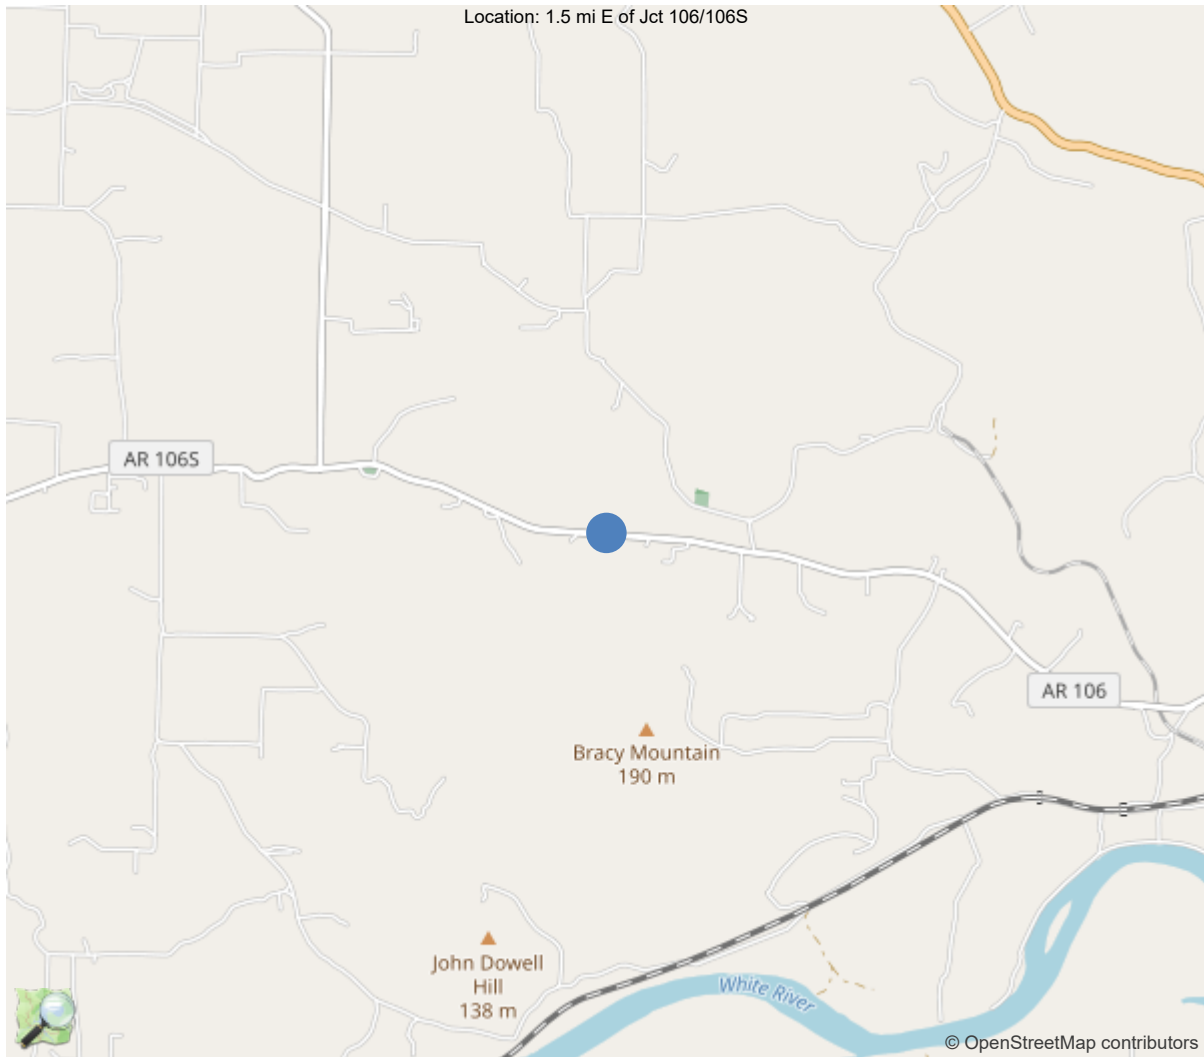 Location: 1.5 mi E of Jct 106/106S
AR 106S
AR 106
Bracy Mountain
190 m
John Dowell
Hill
138 m
White River
© OpenStreetMap contributors